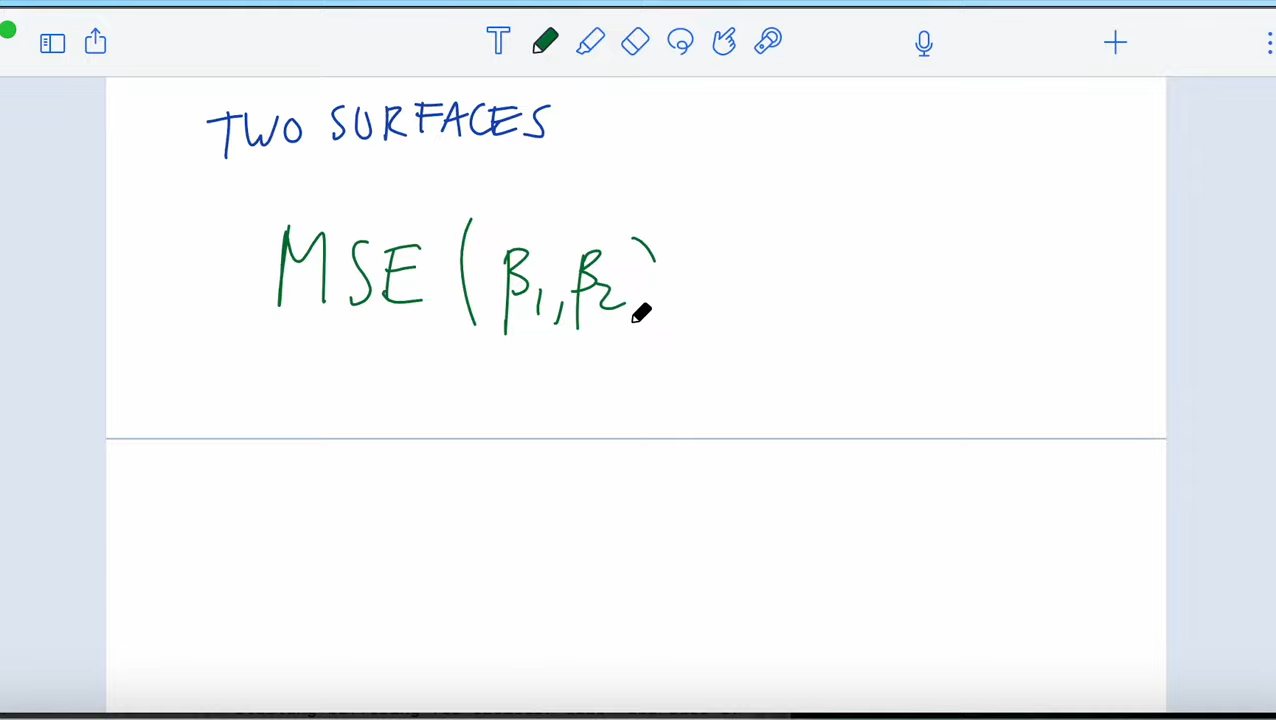 TWO SURFACES
MSE (β1, β2)